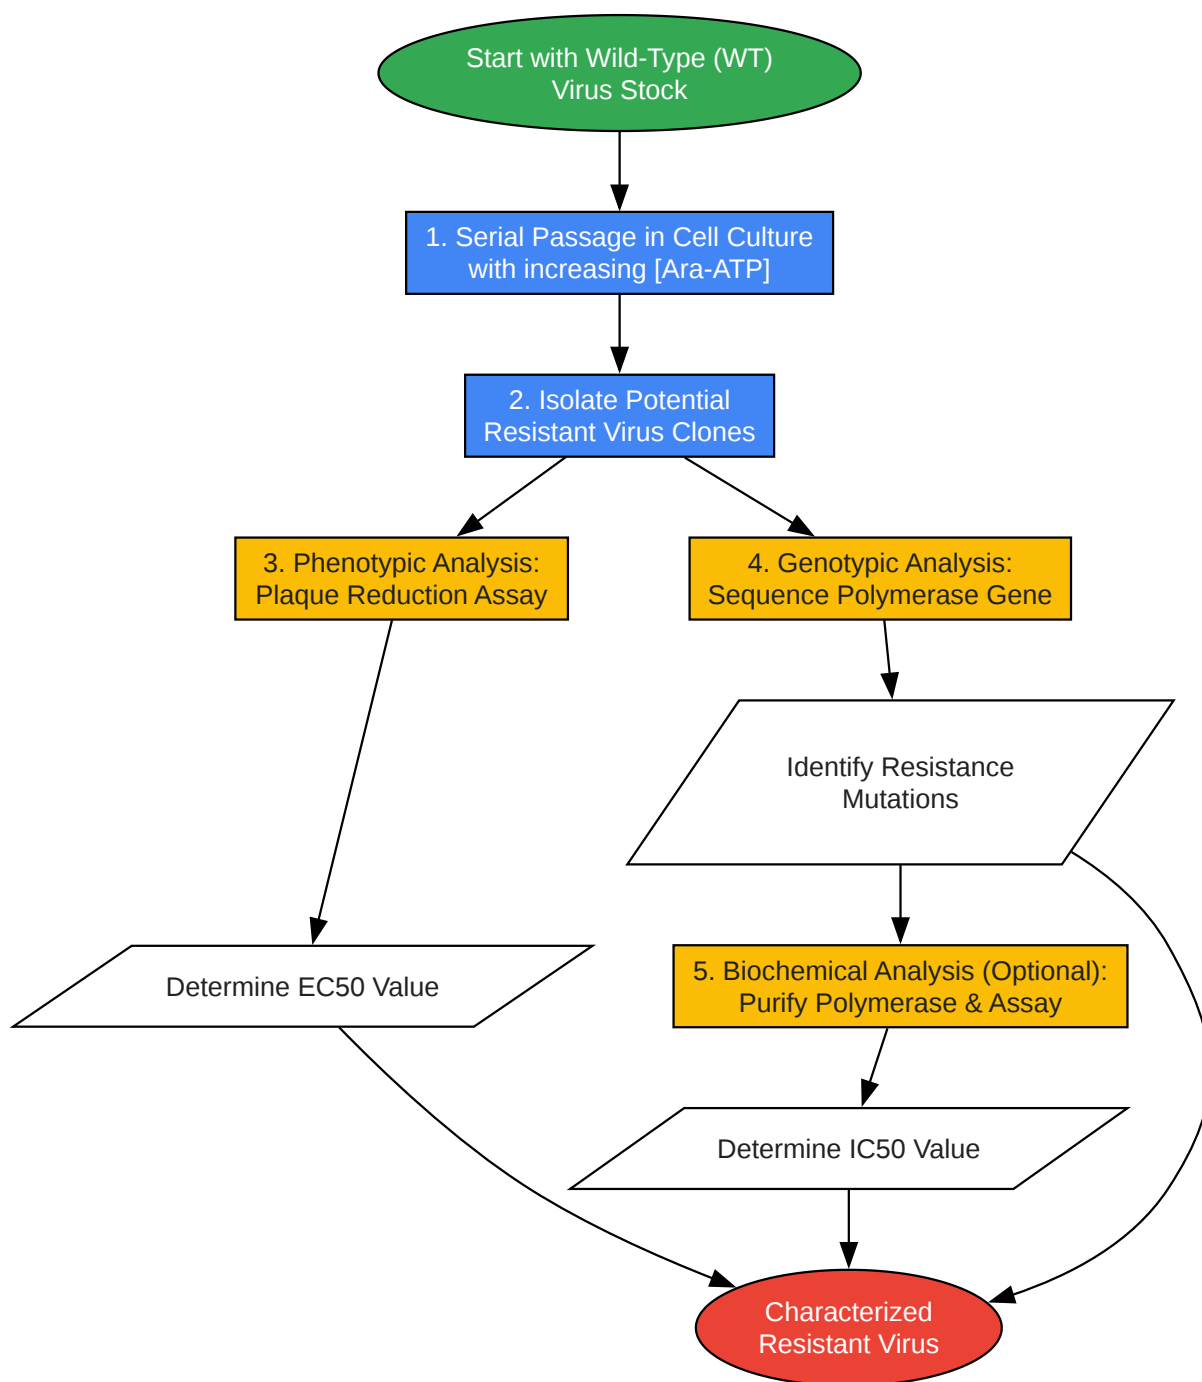 Start with Wild-Type (WT)
Virus Stock
1. Serial Passage in Cell Culture
with increasing [Ara-ATP]
2. Isolate Potential
Resistant Virus Clones
3. Phenotypic Analysis:
Plaque Reduction Assay
4. Genotypic Analysis:
Sequence Polymerase Gene
Identify Resistance
Mutations
Determine EC50 Value
5. Biochemical Analysis (Optional):
Purify Polymerase & Assay
Determine IC50 Value
Characterized
Resistant Virus